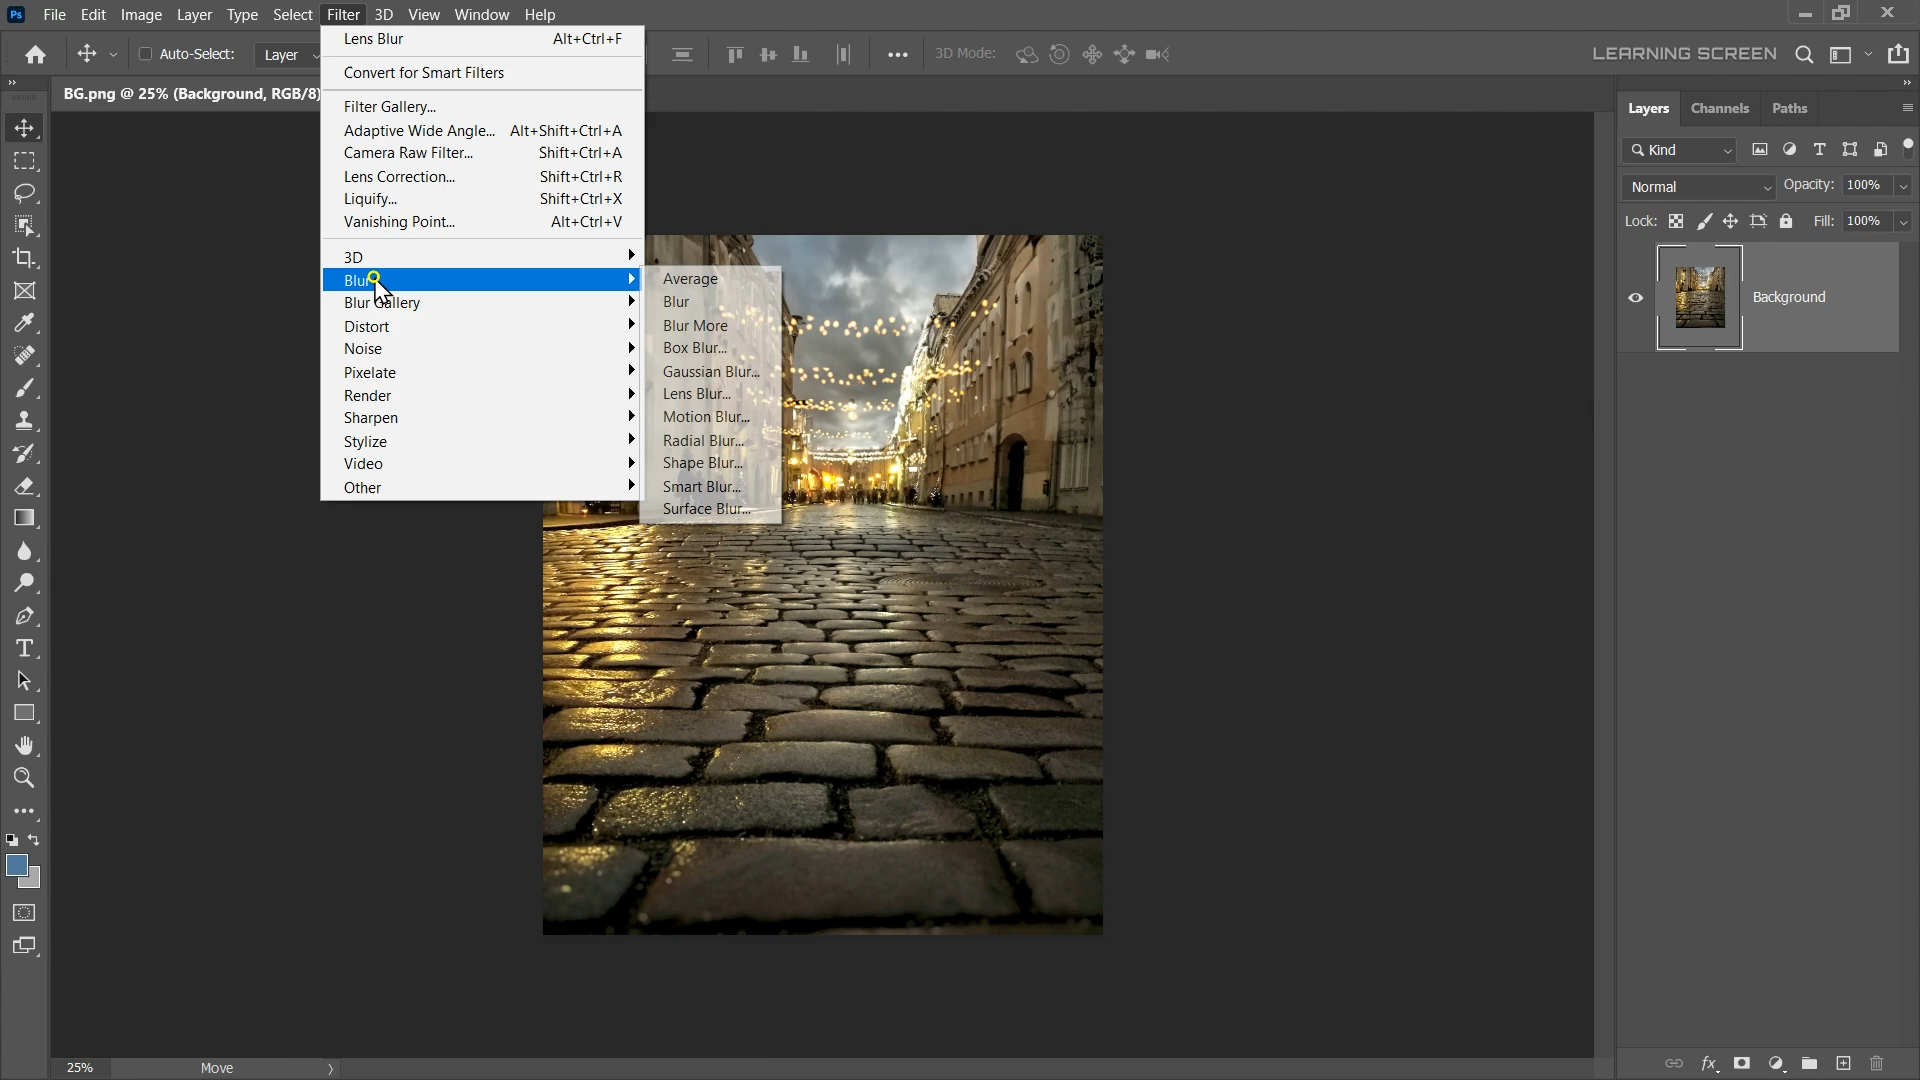 Ps File Edit Image Layer Type Select Filter 3D View Window Help
Auto-Select: Layer 3D Mode: LEARNING SCREEN
BG.png @ 25% (Background, RGB/8)
Lens Blur Alt+Ctrl+F
Convert for Smart Filters
Filter Gallery...
Adaptive Wide Angle... Alt+Shift+Ctrl+A
Camera Raw Filter... Shift+Ctrl+A
Lens Correction... Shift+Ctrl+R
Liquify... Shift+Ctrl+X
Vanishing Point... Alt+Ctrl+V
3D
Blur
Blur Gallery
Distort
Noise
Pixelate
Render
Sharpen
Stylize
Video
Other
Average
Blur
Blur More
Box Blur...
Gaussian Blur...
Lens Blur...
Motion Blur...
Radial Blur...
Shape Blur...
Smart Blur...
Surface Blur...
Layers Channels Paths
Kind
Normal Opacity: 100%
Lock: Fill: 100%
Background
25% Move